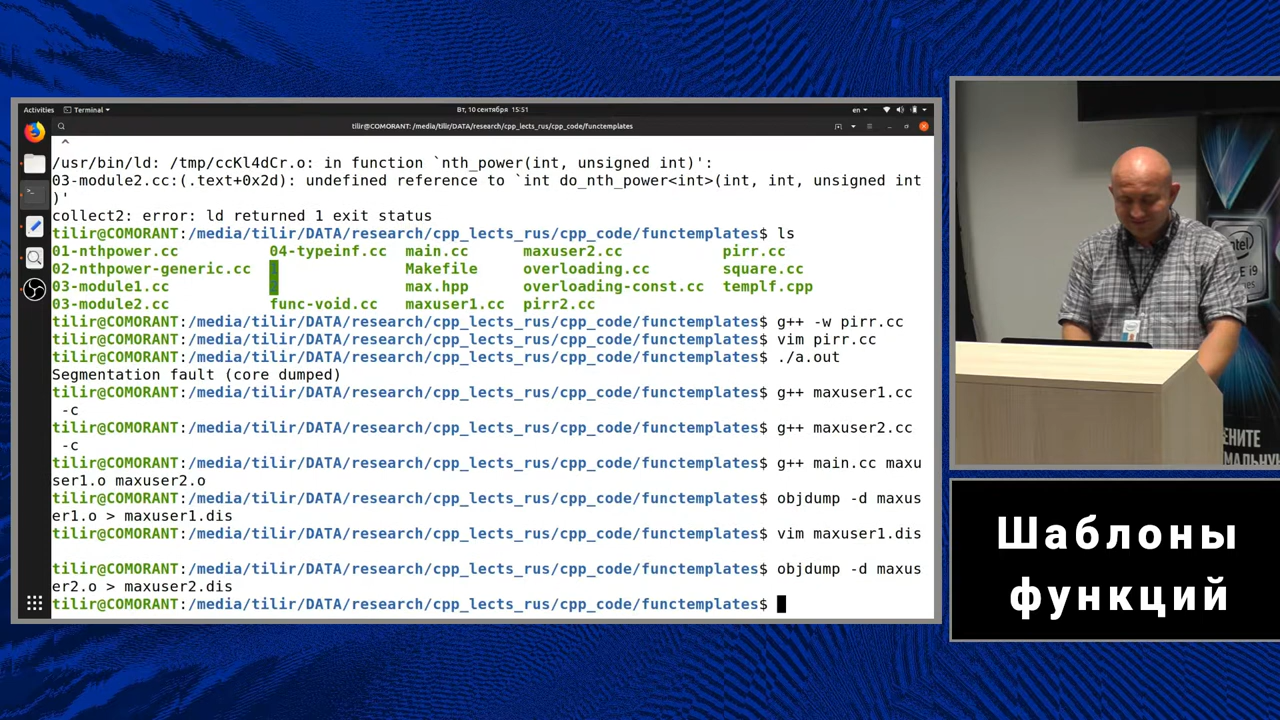 Activities
Terminal
Вт, 10 сентября 15:51
en
tilir@COMORANT: /media/tilir/DATA/research/cpp_lects_rus/cpp_code/functemplates
^
/usr/bin/ld: /tmp/ccKl4dCr.o: in function `nth_power(int, unsigned int)':
03-module2.cc:(.text+0x2d): undefined reference to `int do_nth_power<int>(int, int, unsigned int
)'
collect2: error: ld returned 1 exit status
tilir@COMORANT:/media/tilir/DATA/research/cpp_lects_rus/cpp_code/functemplates$ ls
01-nthpower.cc 04-typeinf.cc main.cc maxuser2.cc pirr.cc
02-nthpower-generic.cc 1 Makefile overloading.cc square.cc
03-module1.cc 2 max.hpp overloading-const.cc templf.cpp
03-module2.cc func-void.cc maxuser1.cc pirr2.cc
tilir@COMORANT:/media/tilir/DATA/research/cpp_lects_rus/cpp_code/functemplates$ g++ -w pirr.cc
tilir@COMORANT:/media/tilir/DATA/research/cpp_lects_rus/cpp_code/functemplates$ vim pirr.cc
tilir@COMORANT:/media/tilir/DATA/research/cpp_lects_rus/cpp_code/functemplates$ ./a.out
Segmentation fault (core dumped)
tilir@COMORANT:/media/tilir/DATA/research/cpp_lects_rus/cpp_code/functemplates$ g++ maxuser1.cc
-c
tilir@COMORANT:/media/tilir/DATA/research/cpp_lects_rus/cpp_code/functemplates$ g++ maxuser2.cc
-c
tilir@COMORANT:/media/tilir/DATA/research/cpp_lects_rus/cpp_code/functemplates$ g++ main.cc maxu
ser1.o maxuser2.o
tilir@COMORANT:/media/tilir/DATA/research/cpp_lects_rus/cpp_code/functemplates$ objdump -d maxus
er1.o > maxuser1.dis
tilir@COMORANT:/media/tilir/DATA/research/cpp_lects_rus/cpp_code/functemplates$ vim maxuser1.dis
tilir@COMORANT:/media/tilir/DATA/research/cpp_lects_rus/cpp_code/functemplates$ objdump -d maxus
er2.o > maxuser2.dis
tilir@COMORANT:/media/tilir/DATA/research/cpp_lects_rus/cpp_code/functemplates$
intel
i9
ЕНИТЕ
МАЛЬНУЮ
Шаблоны
функций